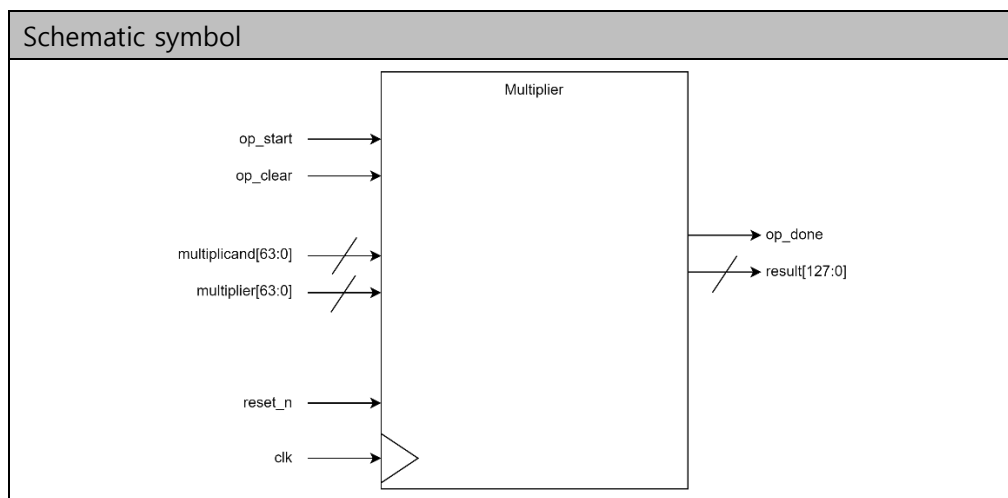 Schematic symbol
Multiplier
op_start
op_clear
multiplicand[63:0]
multiplier[63:0]
op_done
result[127:0]
reset_n
clk